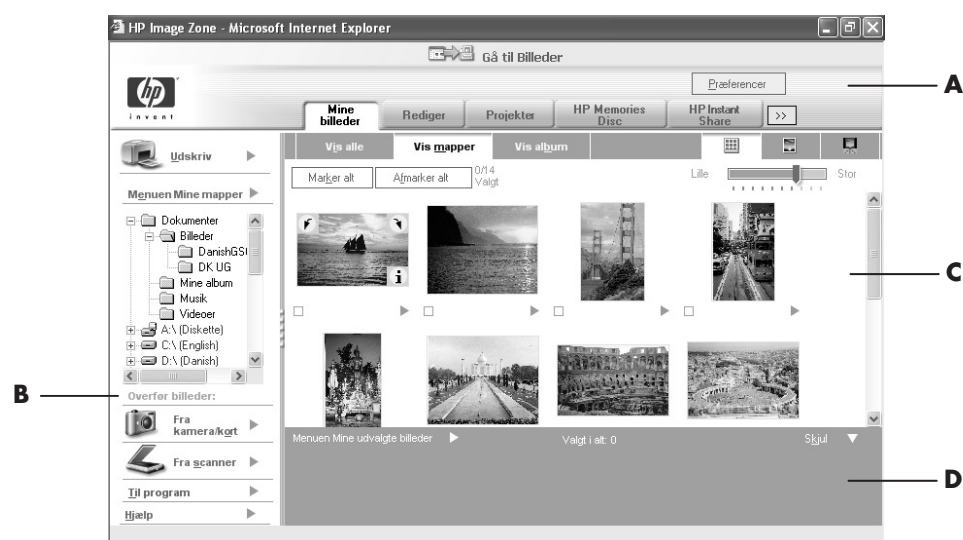 HP Image Zone - Microsoft Internet Explorer
Gå til Billeder
Præferencer
A
hp
invent
Mine billeder
Rediger
Projekter
HP Memories Disc
HP Instant Share
>>
Udskriv
Vis alle
Vis mapper
Vis album
Marker alt
Afmarker alt
0/14 Valgt
Lille
Stor
Menuen Mine mapper
Dokumenter
Billeder
DanishGS
DK UG
Mine album
Musik
Videoer
A:\ (Diskette)
C:\ (English)
D:\ (Danish)
C
i
B
Overfør billeder:
Fra kamera/kort
Fra scanner
Til program
Hjælp
Menuen Mine udvalgte billeder
Valgt i alt: 0
Skjul
D